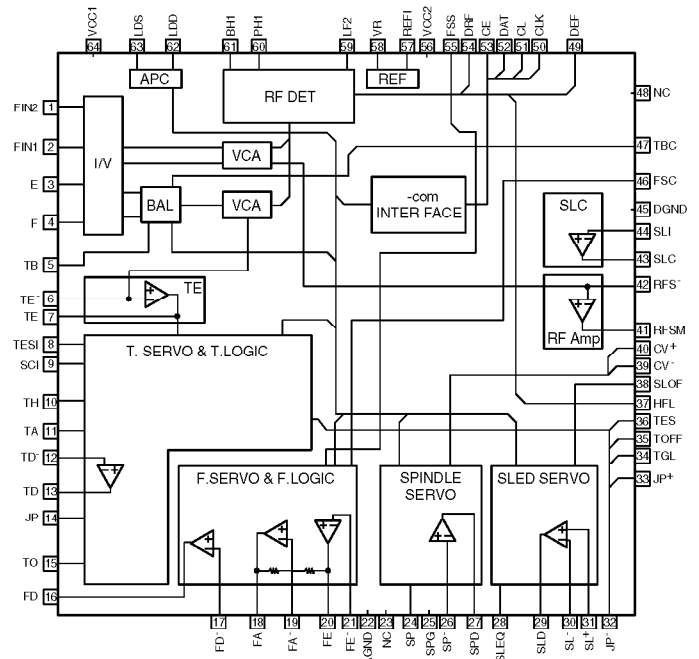 VCC1 LDS LDD BH1 PH1 LF2 VR REFI VCC2 FSS DRF CE DAT CL CLK DEF
64 63 62 61 60 59 58 57 56 55 54 53 52 51 50 49
APC
REF
RF DET
FIN2 1
FIN1 2
E 3
F 4
TB 5
TE- 6
TE 7
TESI 8
SCI 9
TH 10
TA 11
TD- 12
TD 13
JP 14
TO 15
FD 16
I/V
VCA
BAL
VCA
-com
INTER FACE
SLC
TE
RF Amp
T. SERVO & T.LOGIC
F.SERVO & F.LOGIC
SPINDLE
SERVO
SLED SERVO
48 NC
47 TBC
46 FSC
45 DGND
44 SLI
43 SLC
42 RFS-
41 RFSM
40 CV+
39 CV-
38 SLOF
37 HFL
36 TES
35 TOFF
34 TGL
33 JP+
17 18 19 20 21 22 23 24 25 26 27 28 29 30 31 32
FD- FA FA- FE FE- AGND NC SP SPG SP- SPD SLEQ SLD SL- SL+ JP-